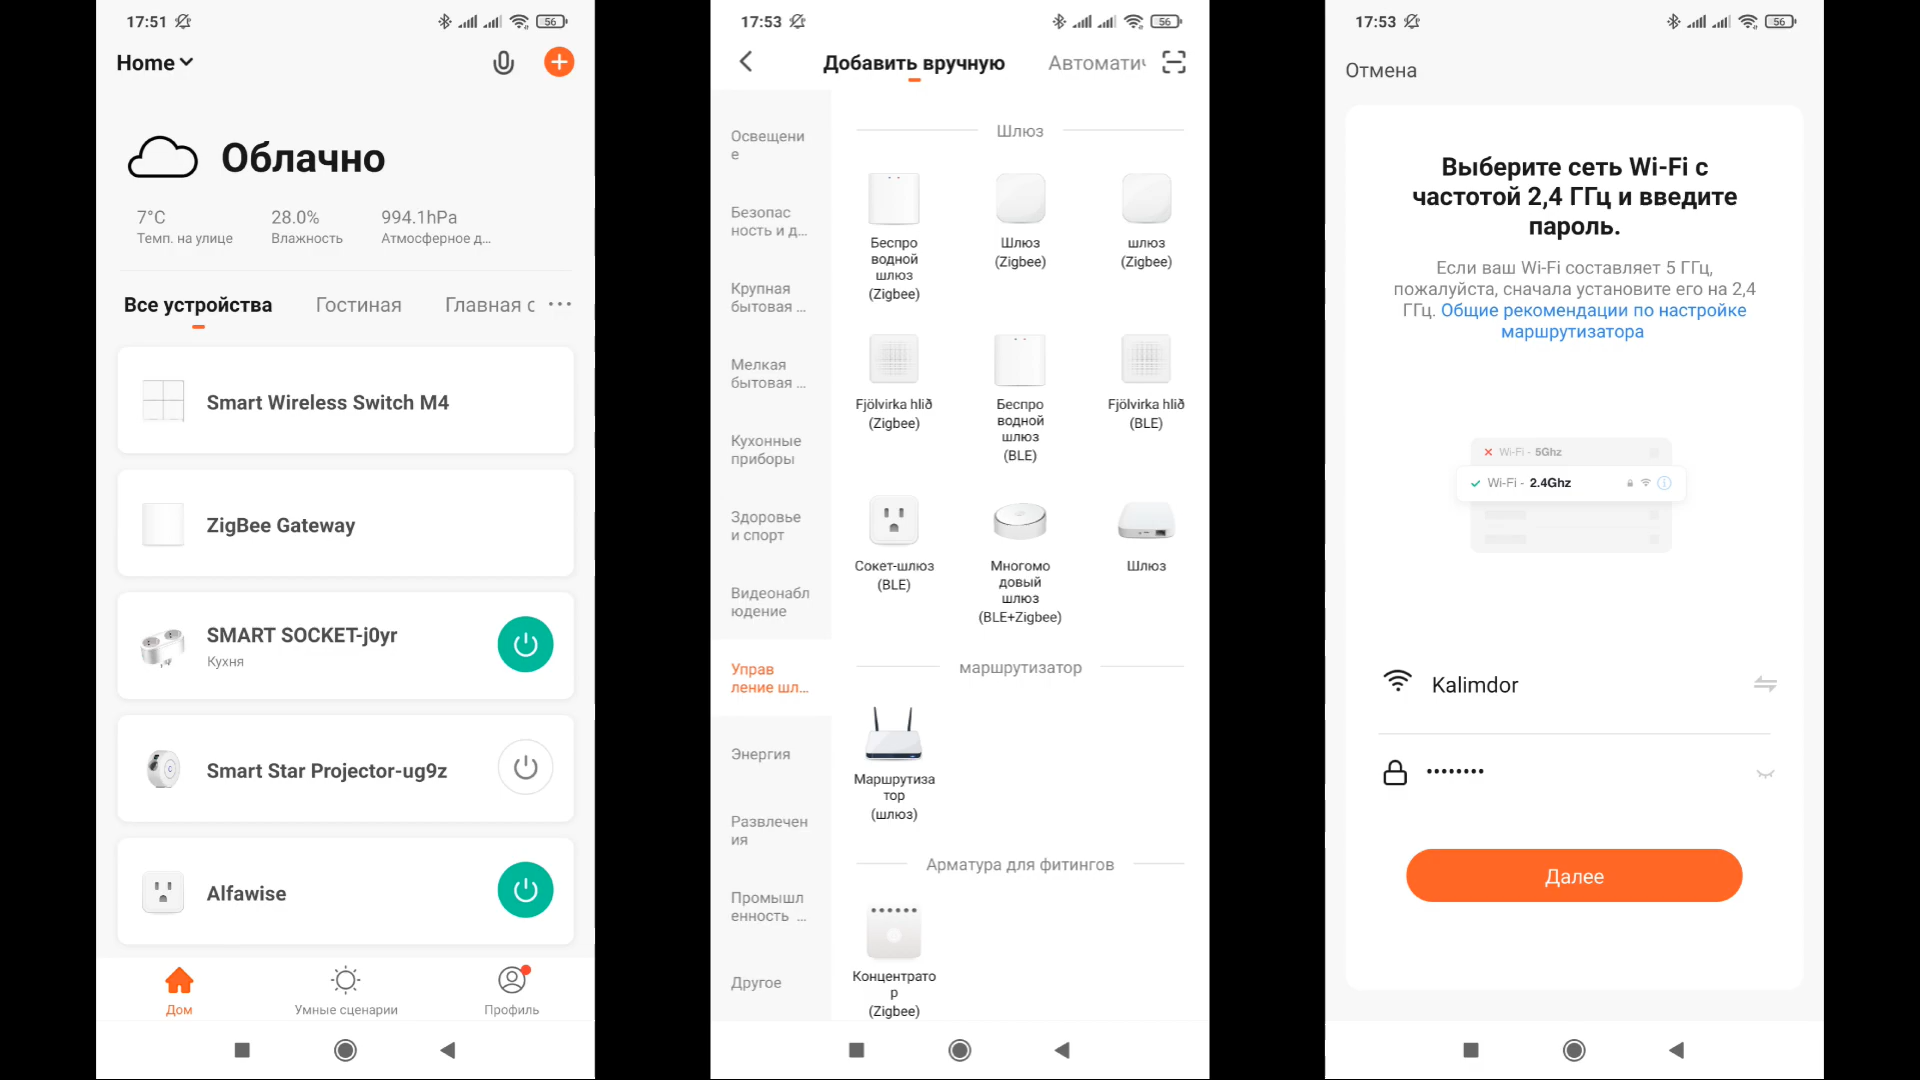 17:51
56
Home
Облачно
7°C
28.0%
994.1hPa
Темп. на улице
Влажность
Атмосферное д...
Все устройства
Гостиная
Главная с
Smart Wireless Switch M4
ZigBee Gateway
SMART SOCKET-j0yr
Кухня
Smart Star Projector-ug9z
Alfawise
Дом
Умные сценарии
Профиль
17:53
56
Добавить вручную
Автоматич
Освещени
е
Безопас
ность и д...
Крупная
бытовая ...
Мелкая
бытовая ...
Кухонные
приборы
Здоровье
и спорт
Видеонабл
юдение
Управ
ление шл...
Энергия
Развлечен
ия
Промышл
енность ...
Другое
Шлюз
Беспро
водной
шлюз
(Zigbee)
Шлюз
(Zigbee)
шлюз
(Zigbee)
Fjölvirka hlið
(Zigbee)
Беспро
водной
шлюз
(BLE)
Fjölvirka hlið
(BLE)
Сокет-шлюз
(BLE)
Многомо
довый
шлюз
(BLE+Zigbee)
Шлюз
маршрутизатор
Маршрутиза
тор
(шлюз)
Арматура для фитингов
Концентрато
р
(Zigbee)
17:53
56
Отмена
Выберите сеть Wi-Fi с
частотой 2,4 ГГц и введите
пароль.
Если ваш Wi-Fi составляет 5 ГГц,
пожалуйста, сначала установите его на 2,4
ГГц. Общие рекомендации по настройке
маршрутизатора
Wi-Fi - 5Ghz
Wi-Fi - 2.4Ghz
Kalimdor
••••••••
Далее